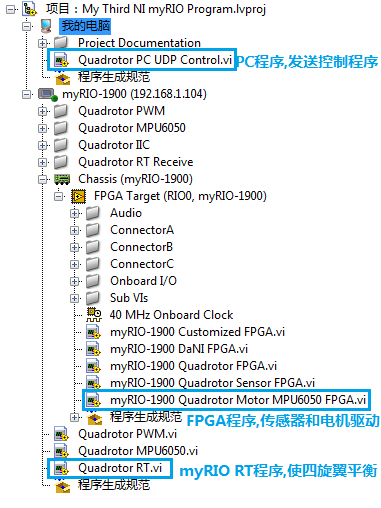 项目：My Third NI myRIO Program.lvproj
我的电脑
Project Documentation
Quadrotor PC UDP Control.vi PC程序,发送控制程序
程序生成规范
myRIO-1900 (192.168.1.104)
Quadrotor PWM
Quadrotor MPU6050
Quadrotor IIC
Quadrotor RT Receive
Chassis (myRIO-1900)
FPGA Target (RIO0, myRIO-1900)
Audio
ConnectorA
ConnectorB
ConnectorC
Onboard I/O
Sub VIs
40 MHz Onboard Clock
myRIO-1900 Customized FPGA.vi
myRIO-1900 DaNI FPGA.vi
myRIO-1900 Quadrotor FPGA.vi
myRIO-1900 Quadrotor Sensor FPGA.vi
myRIO-1900 Quadrotor Motor MPU6050 FPGA.vi
程序生成规范 FPGA程序,传感器和电机驱动
Quadrotor PWM.vi
Quadrotor MPU6050.vi
Quadrotor RT.vi myRIO RT程序,使四旋翼平衡
程序生成规范